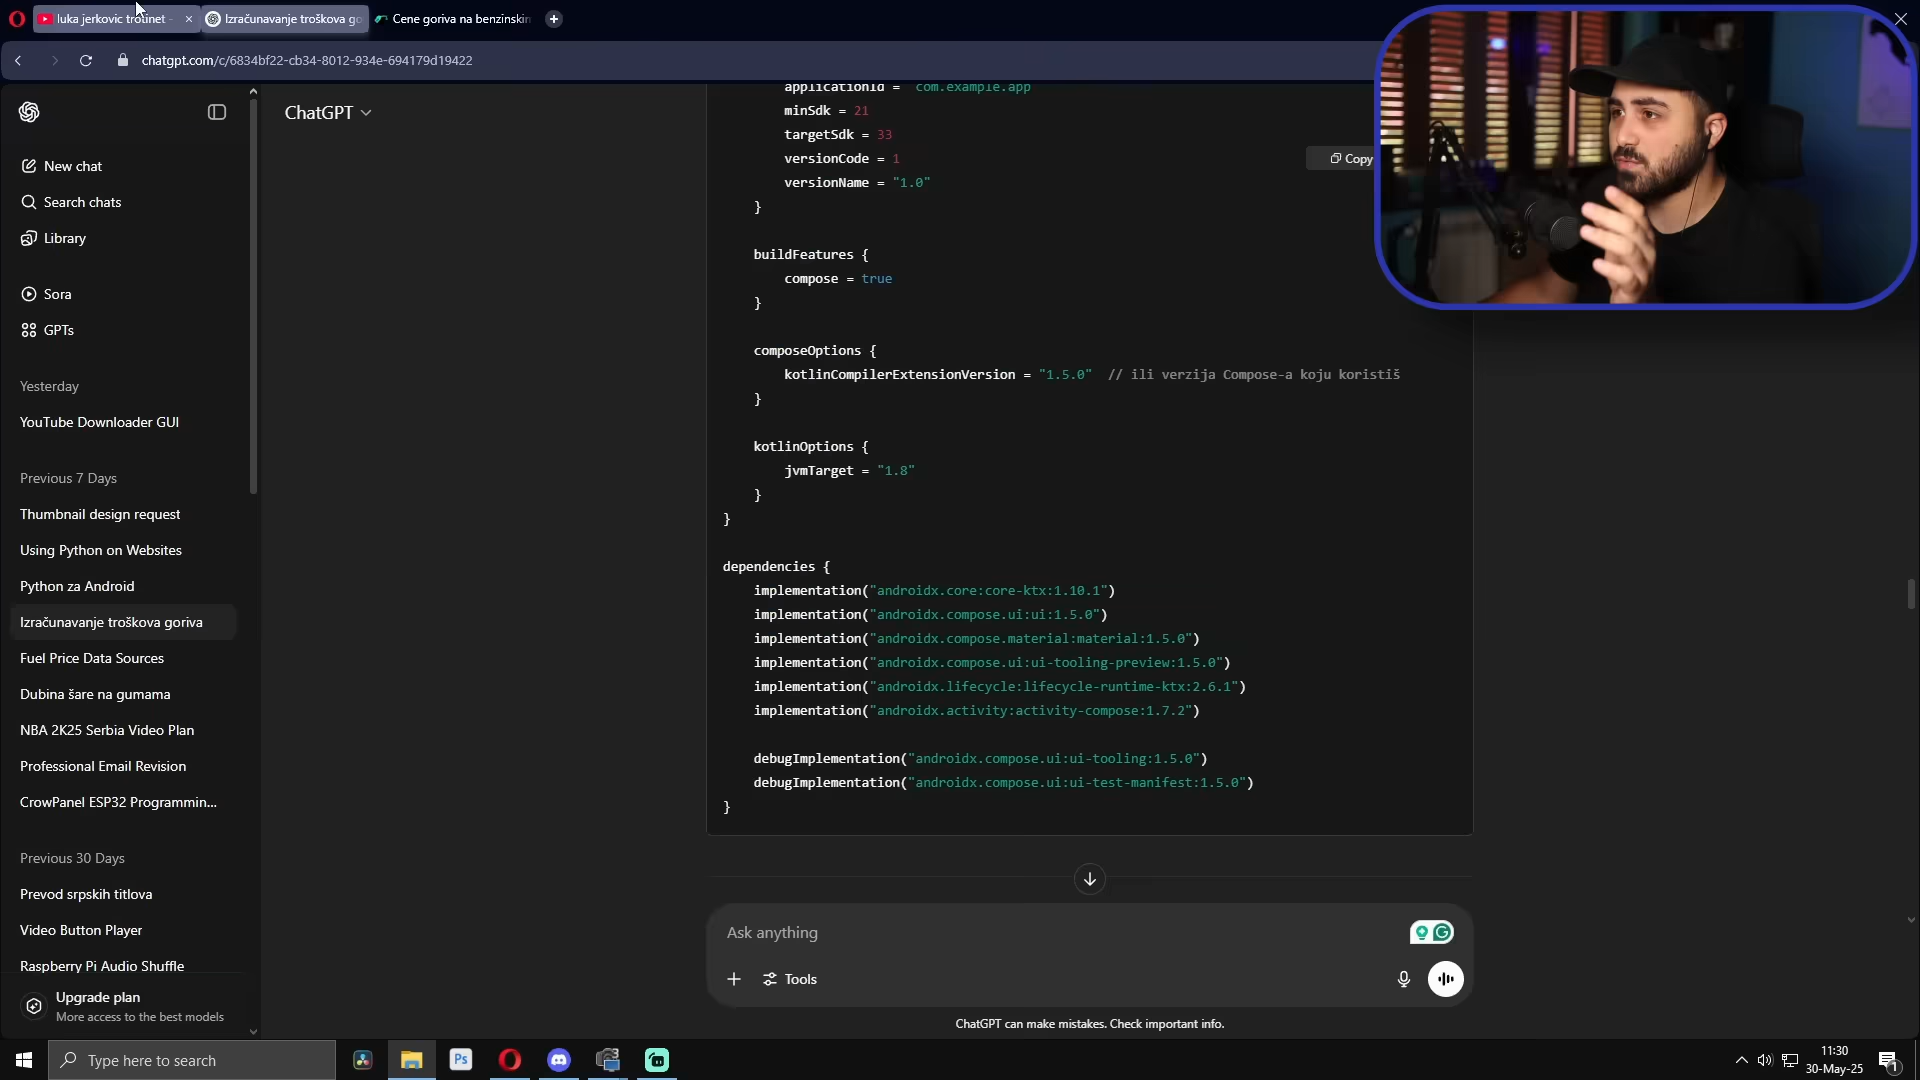 luka jerkovic trotinet -
Izračunavanje troškova go
Cene goriva na benzinskin
chatgpt.com/c/6834bf22-cb34-8012-934e-694179d19422
ChatGPT
New chat
Search chats
Library
Sora
GPTs
Yesterday
YouTube Downloader GUI
Previous 7 Days
Thumbnail design request
Using Python on Websites
Python za Android
Izračunavanje troškova goriva
Fuel Price Data Sources
Dubina šare na gumama
NBA 2K25 Serbia Video Plan
Professional Email Revision
CrowPanel ESP32 Programmin...
Previous 30 Days
Prevod srpskih titlova
Video Button Player
Raspberry Pi Audio Shuffle
Upgrade plan
More access to the best models
applicationId = "com.example.app
minSdk = 21
targetSdk = 33
versionCode = 1
versionName = "1.0"
}
Copy
buildFeatures {
compose = true
}
composeOptions {
kotlinCompilerExtensionVersion = "1.5.0" // ili verzija Compose-a koju koristiš
}
kotlinOptions {
jvmTarget = "1.8"
}
}
dependencies {
implementation("androidx.core:core-ktx:1.10.1")
implementation("androidx.compose.ui:ui:1.5.0")
implementation("androidx.compose.material:material:1.5.0")
implementation("androidx.compose.ui:ui-tooling-preview:1.5.0")
implementation("androidx.lifecycle:lifecycle-runtime-ktx:2.6.1")
implementation("androidx.activity:activity-compose:1.7.2")
debugImplementation("androidx.compose.ui:ui-tooling:1.5.0")
debugImplementation("androidx.compose.ui:ui-test-manifest:1.5.0")
}
Ask anything
Tools
ChatGPT can make mistakes. Check important info.
Type here to search
Ps
11:30
30-May-25
1